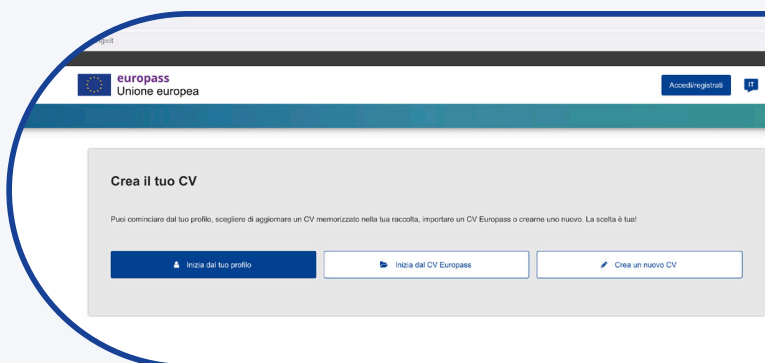 europass
Unione europea
Accedi/registrati
IT
Crea il tuo CV
Puoi cominciare dal tuo profilo, scegliere di aggiornare un CV memorizzato nella tua raccolta, importare un CV Europass o crearne uno nuovo. La scelta è tua!
Inizia dal tuo profilo
Inizia dal CV Europass
Crea un nuovo CV